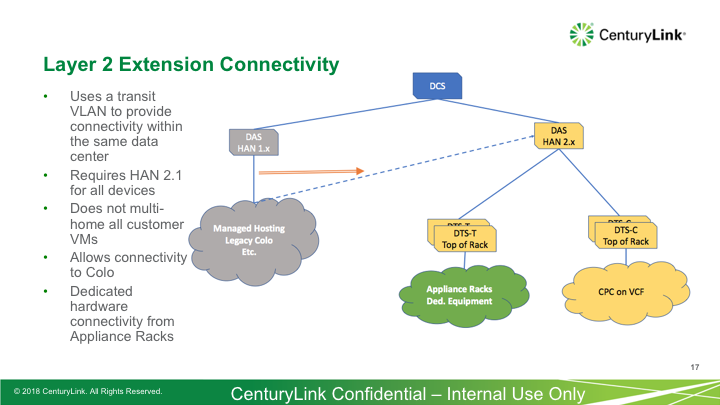 CenturyLink®
Layer 2 Extension Connectivity
• Uses a transit
VLAN to provide
connectivity within
the same data
center
• Requires HAN 2.1
for all devices
• Does not multi-
home all customer
VMs
• Allows connectivity
to Colo
• Dedicated
hardware
connectivity from
Appliance Racks
DCS
DAS
HAN 1.x
DAS
HAN 2.x
Managed Hosting
Legacy Colo
Etc.
DTS-T
DTS-T
Top of Rack
DTS-C
DTS-C
Top of Rack
Appliance Racks
Ded. Equipment
CPC on VCF
17
© 2018 CenturyLink. All Rights Reserved.
CenturyLink Confidential – Internal Use Only